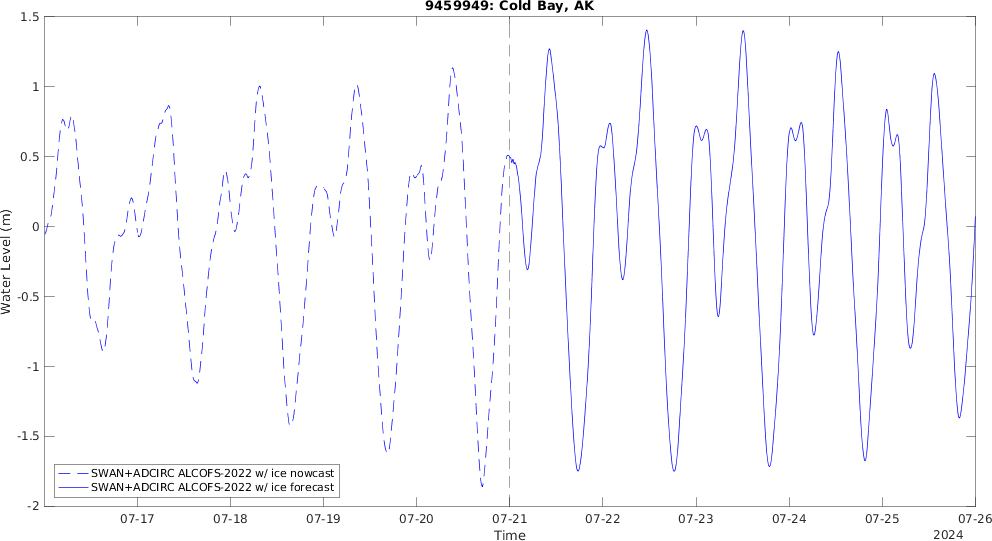 9459949: Cold Bay, AK
1.5
1
0.5
0
-0.5
-1
-1.5
-2
Water Level (m)
SWAN+ADCIRC ALCOFS-2022 w/ ice nowcast
SWAN+ADCIRC ALCOFS-2022 w/ ice forecast
07-17 07-18 07-19 07-20 07-21 07-22 07-23 07-24 07-25 07-26
Time
2024